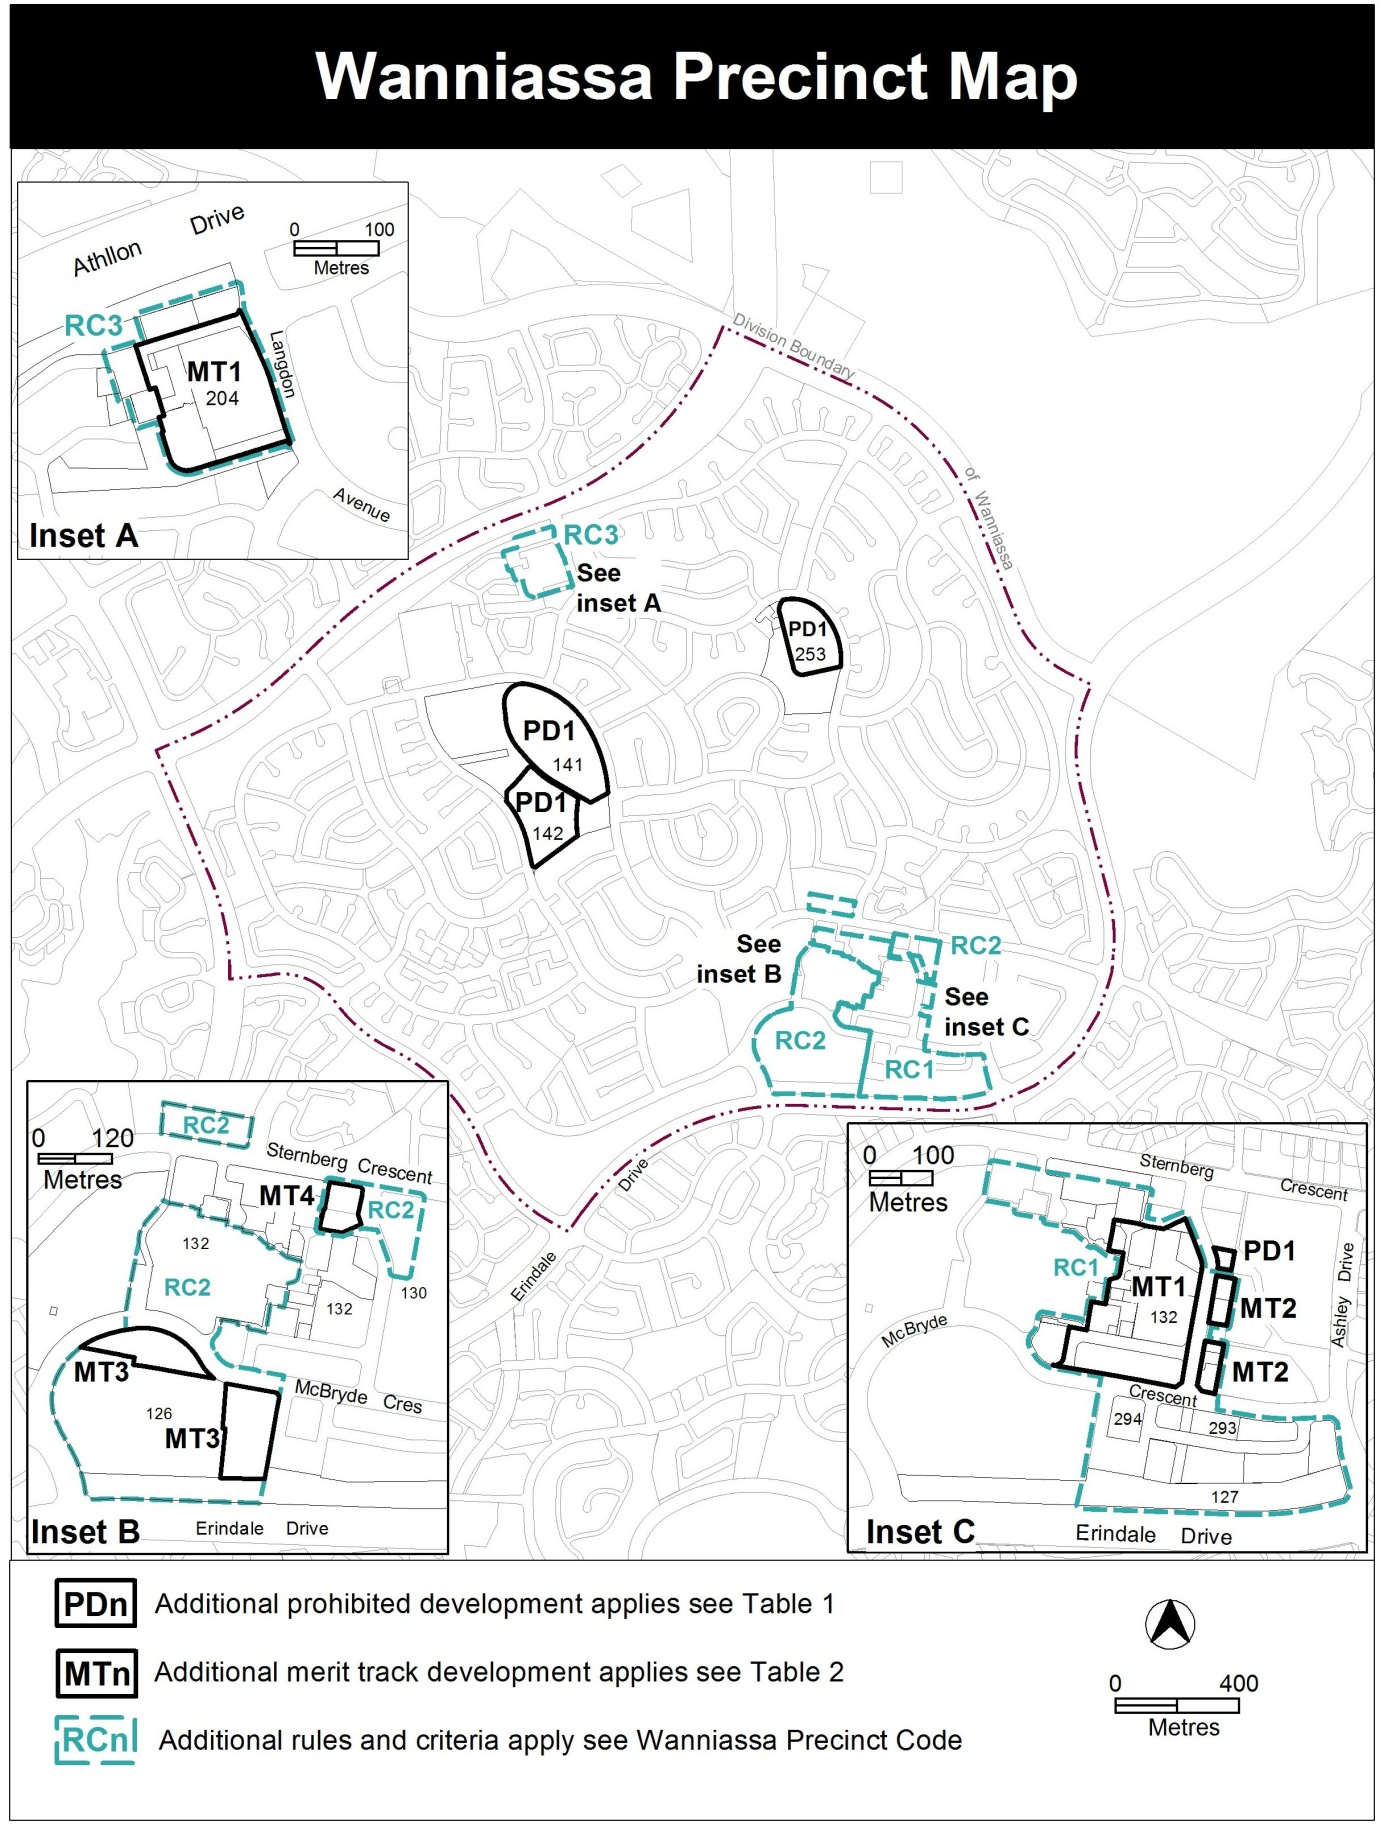 Wanniassa Precinct Map
Athllon Drive
0 100
Metres
RC3
MT1
204
Langdon
Avenue
Inset A
Division Boundary
of Wanniassa
RC3
See
inset A
PD1
253
PD1
141
PD1
142
See
inset B
RC2
See
inset C
RC2
RC1
Erindale Drive
RC2
0 120
Metres
Sternberg Crescent
MT4
RC2
132
RC2
132
130
MT3
McBryde Cres
126
MT3
Inset B
Erindale Drive
0 100
Metres
Sternberg Crescent
RC1
PD1
MT1
132
MT2
Ashley Drive
McBryde
MT2
Crescent
294
293
127
Inset C
Erindale Drive
PDn Additional prohibited development applies see Table 1
MTn Additional merit track development applies see Table 2
RCn Additional rules and criteria apply see Wanniassa Precinct Code
0 400
Metres